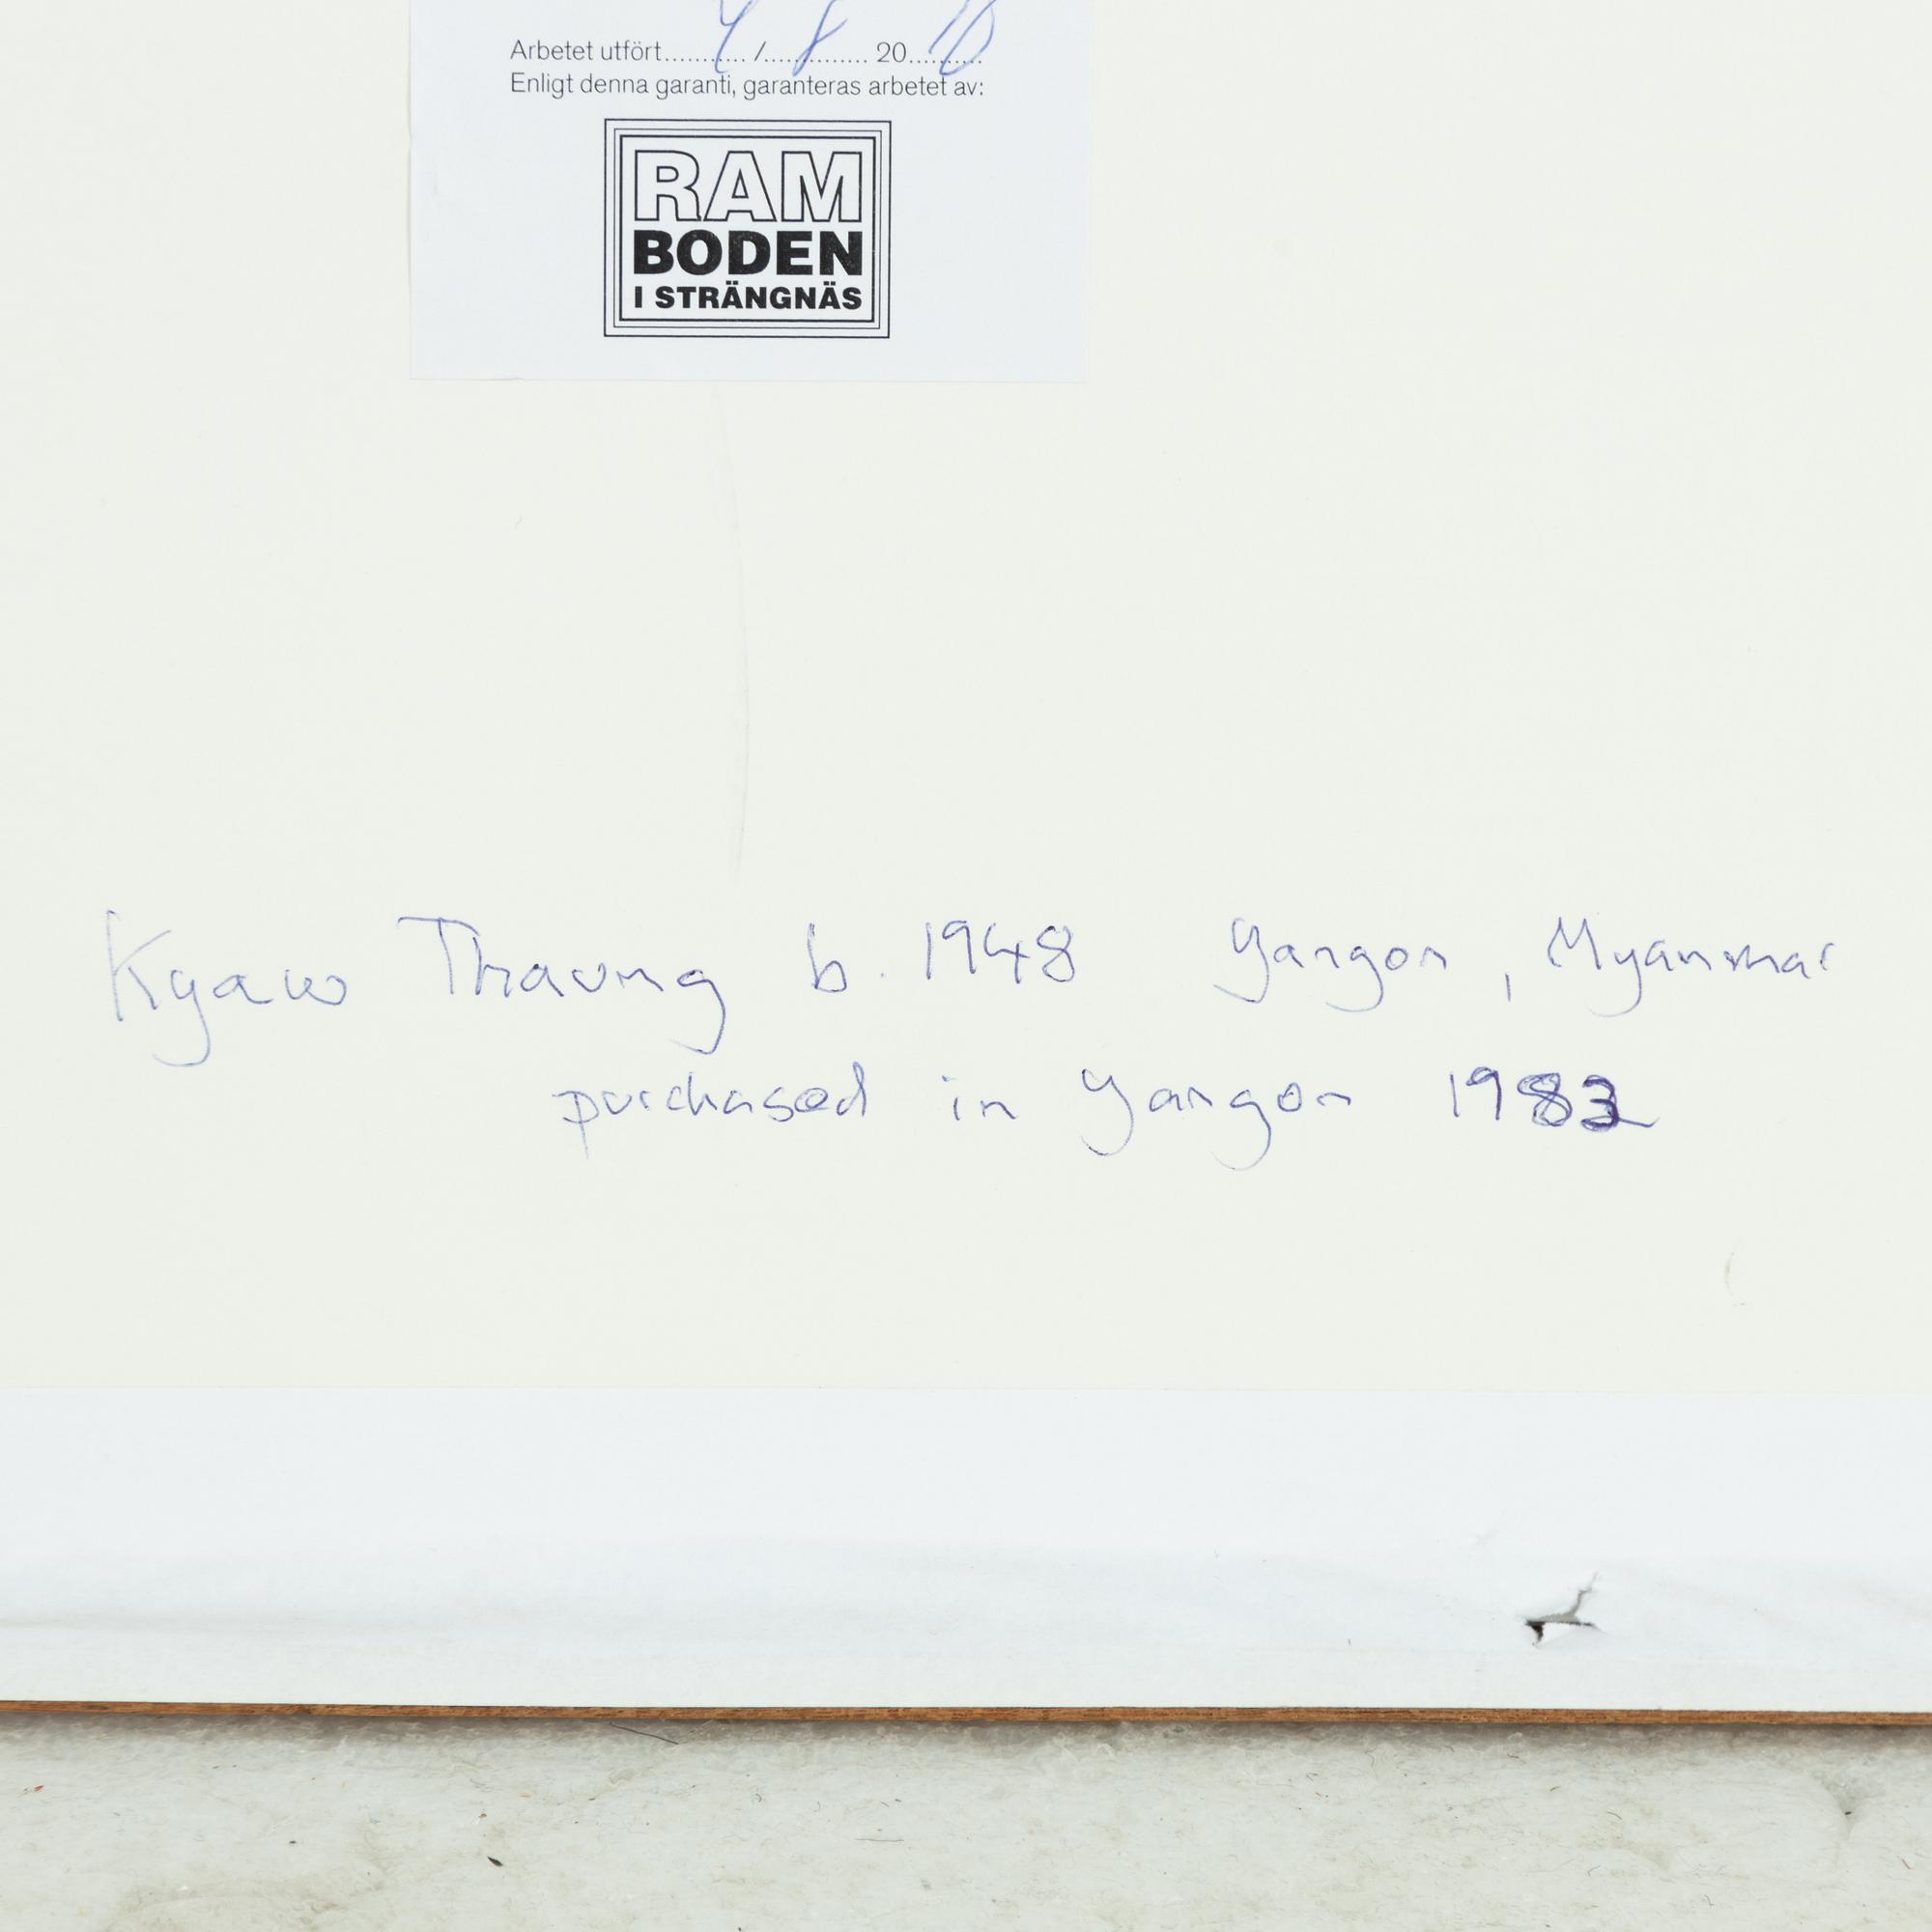 Arbetet utfört........... /............... 20...........
Enligt denna garanti, garanteras arbetet av:
RAM
BODEN
I STRÄNGNÄS
Kyaw Thaung b. 1948 Yangon, Myanmar
purchased in Yangon